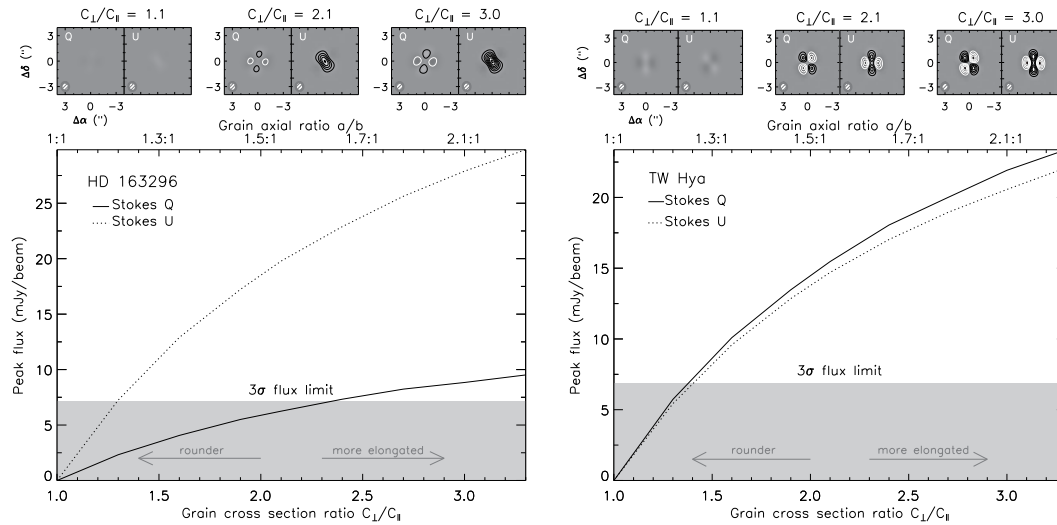 C⊥/C∥ = 1.1
C⊥/C∥ = 2.1
C⊥/C∥ = 3.0
Q U Q U Q U
3
0
-3
Δδ (")
3 0 -3
Δα (")
Grain axial ratio a/b
1:1 1.3:1 1.5:1 1.7:1 2.1:1
HD 163296
Stokes Q
Stokes U
3σ flux limit
rounder
more elongated
Peak flux (mJy/beam)
25
20
15
10
5
0
1.0 1.5 2.0 2.5 3.0
Grain cross section ratio C⊥/C∥
C⊥/C∥ = 1.1
C⊥/C∥ = 2.1
C⊥/C∥ = 3.0
Q U Q U Q U
3
0
-3
Δδ (")
3 0 -3
Δα (")
Grain axial ratio a/b
1:1 1.3:1 1.5:1 1.7:1 2.1:1
TW Hya
Stokes Q
Stokes U
3σ flux limit
rounder
more elongated
Peak flux (mJy/beam)
20
15
10
5
0
1.0 1.5 2.0 2.5 3.0
Grain cross section ratio C⊥/C∥